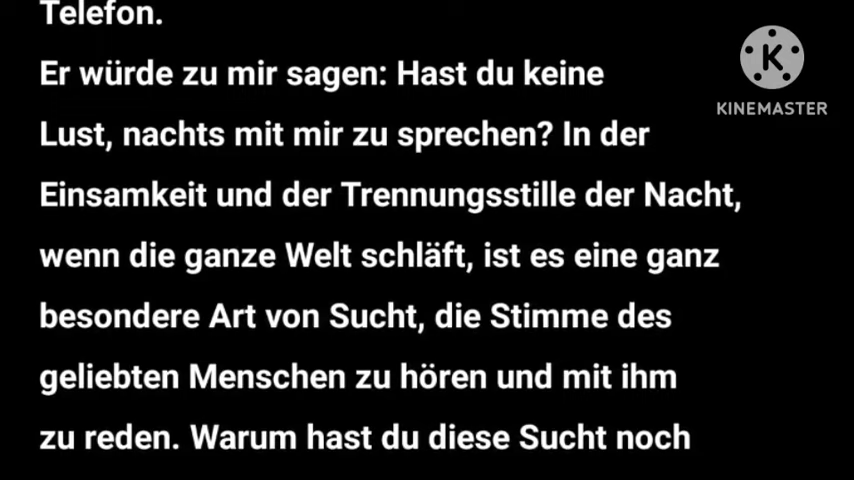 Telefon.
Er würde zu mir sagen: Hast du keine
Lust, nachts mit mir zu sprechen? In der
Einsamkeit und der Trennungsstille der Nacht,
wenn die ganze Welt schläft, ist es eine ganz
besondere Art von Sucht, die Stimme des
geliebten Menschen zu hören und mit ihm
zu reden. Warum hast du diese Sucht noch
K
KINEMASTER